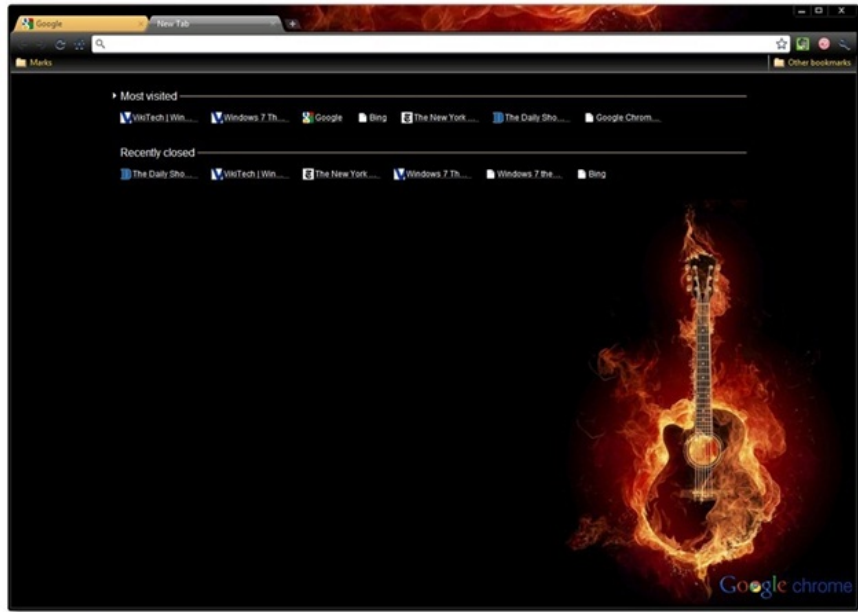 Google New Tab
Marks Other bookmarks
Most visited
VikiTech | Win... Windows 7 Th... Google Bing The New York ... The Daily Sho... Google Chrom...
Recently closed
The Daily Sho... VikiTech | Win... The New York ... Windows 7 Th... Windows 7 the... Bing
Google chrome